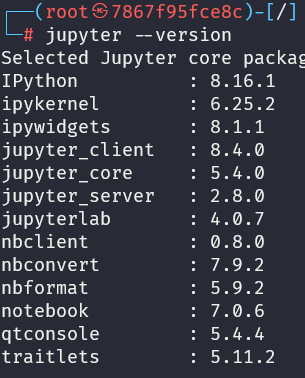 ┌──(root㉿7867f95fce8c)-[/]
└─# jupyter --version
Selected Jupyter core packag
IPython          : 8.16.1
ipykernel        : 6.25.2
ipywidgets       : 8.1.1
jupyter_client   : 8.4.0
jupyter_core     : 5.4.0
jupyter_server   : 2.8.0
jupyterlab       : 4.0.7
nbclient         : 0.8.0
nbconvert        : 7.9.2
nbformat         : 5.9.2
notebook         : 7.0.6
qtconsole        : 5.4.4
traitlets        : 5.11.2